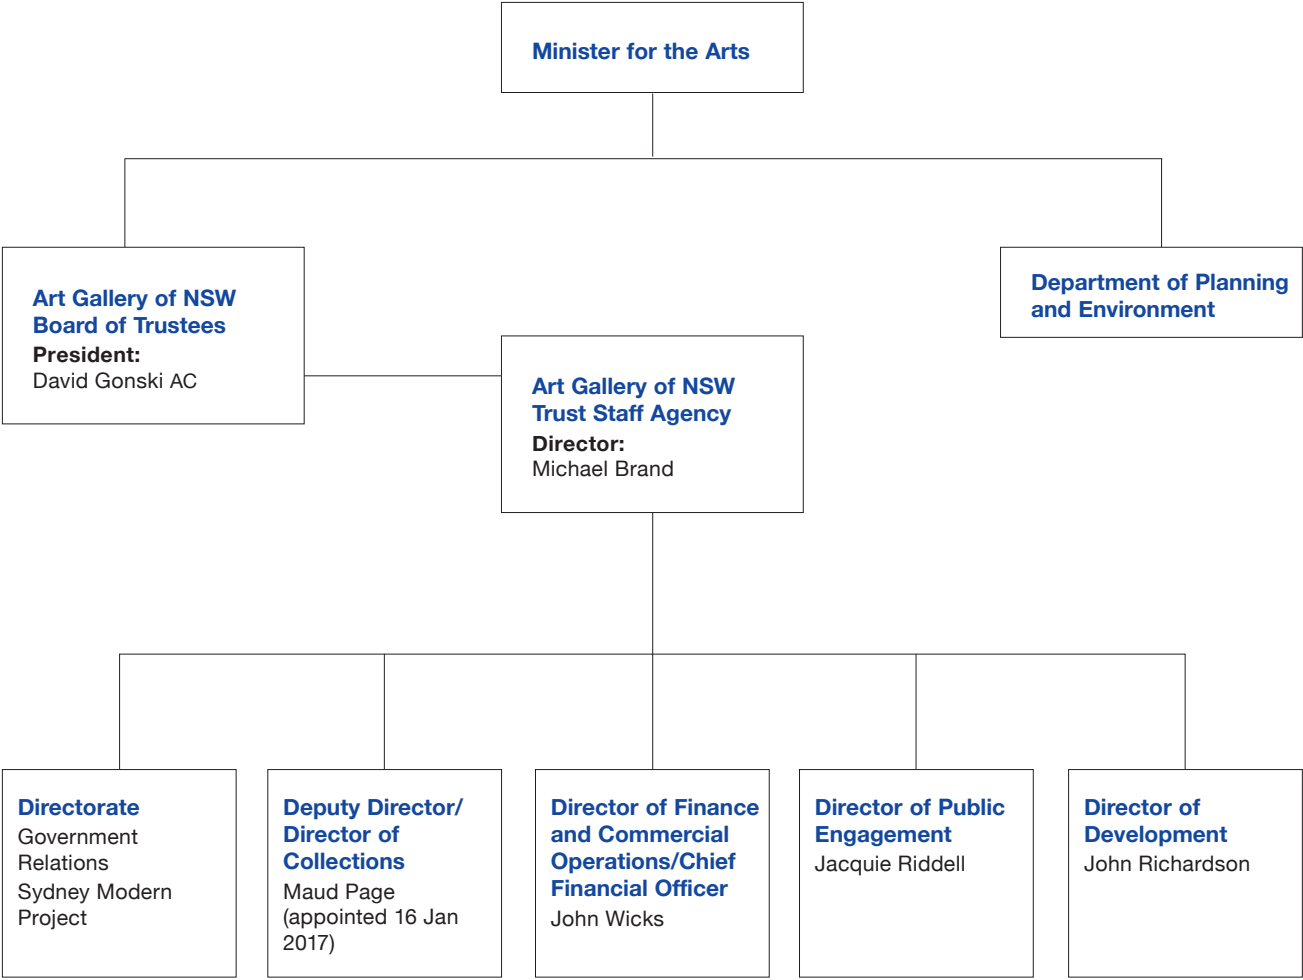 Minister for the Arts
Art Gallery of NSW
Board of Trustees
President:
David Gonski AC
Department of Planning
and Environment
Art Gallery of NSW
Trust Staff Agency
Director:
Michael Brand
Directorate
Government
Relations
Sydney Modern
Project
Deputy Director/
Director of
Collections
Maud Page
(appointed 16 Jan
2017)
Director of Finance
and Commercial
Operations/Chief
Financial Officer
John Wicks
Director of Public
Engagement
Jacquie Riddell
Director of
Development
John Richardson